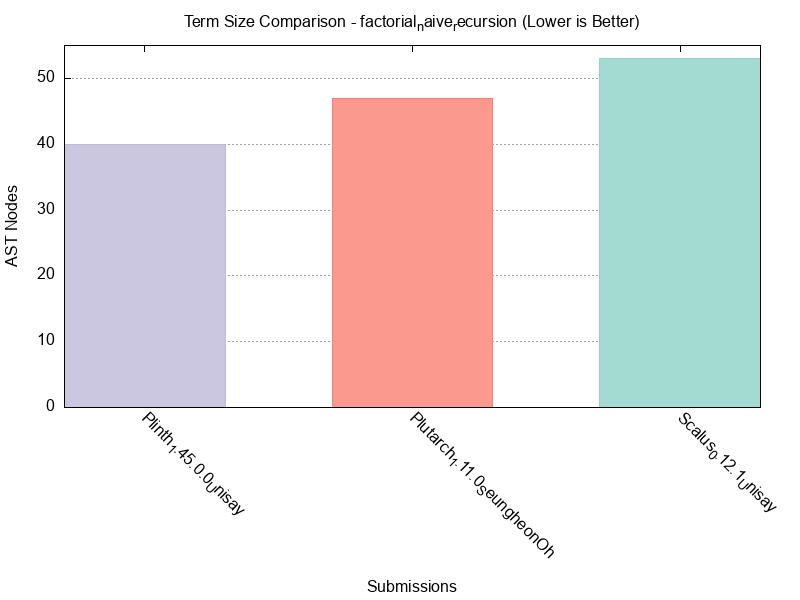 Term Size Comparison - factorialnaiverecursion (Lower is Better)
AST Nodes
50
40
30
20
10
0
Plinth1.45.0.0Unisay
Plutarch1.11.0SeungheonOh
Scalus0.12.1Unisay
Submissions